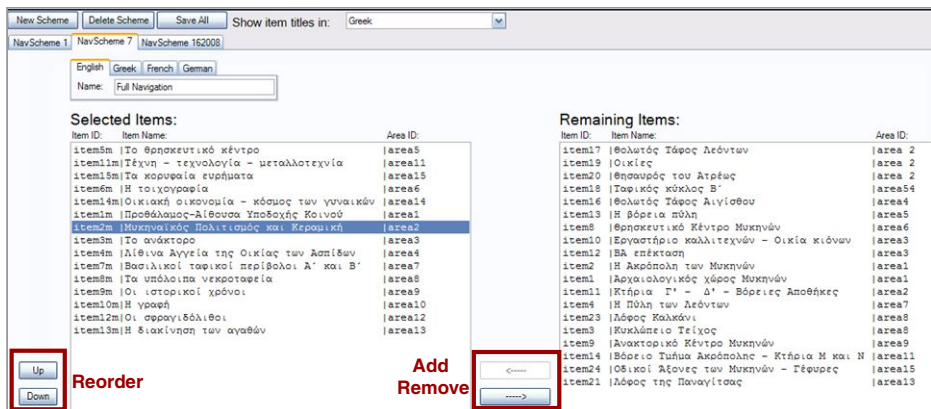 New Scheme Delete Scheme Save All Show item titles in: Greek
NavScheme 1 NavScheme 7 NavScheme 162008
English Greek French German
Name: Full Navigation
Selected Items:
Item ID: Item Name: Area ID:
item5m |Το θρησκευτικό κέντρο |area5
item11m|Τέχνη - τεχνολογία - μεταλλοτεχνία |area11
item15m|Τα κορυφαία ευρήματα |area15
item6m |Η τοιχογραφία |area6
item14m|Οικιακή οικονομία - κόσμος των γυναικών |area14
item1m |Προθάλαμος-Αίθουσα Υποδοχής Κοινού |area1
item2m |Μυκηναϊκός Πολιτισμός και Κεραμική |area2
item3m |Το ανάκτορο |area3
item4m |Λίθινα Αγγεία της Οικίας των Ασπίδων |area4
item7m |Βασιλικοί ταφικοί περίβολοι Α΄ και Β΄ |area7
item8m |Τα υπόλοιπα νεκροταφεία |area8
item9m |Οι ιστορικοί χρόνοι |area9
item10m|Η γραφή |area10
item12m|Οι σφραγιδόλιθοι |area12
item13m|Η διακίνηση των αγαθών |area13
Remaining Items:
Item ID: Item Name: Area ID:
item17 |Θολωτός Τάφος Λεόντων |area 2
item19 |Οικίες |area 2
item20 |Θησαυρός του Ατρέως |area 2
item18 |Ταφικός κύκλος Β΄ |area54
item16 |Θολωτός Τάφος Αιγίσθου |area4
item13 |Η βόρεια πύλη |area5
item8 |Θρησκευτικό Κέντρο Μυκηνών |area6
item10 |Εργαστήριο καλλιτεχνών - Οικία κιόνων |area3
item12 |ΒΑ επέκταση |area3
item2 |Η Ακρόπολη των Μυκηνών |area1
item1 |Αρχαιολογικός χώρος Μυκηνών |area1
item11 |Κτήρια Γ' - Δ' - Βόρειες Αποθήκες |area2
item4 |Η Πύλη των Λεόντων |area7
item23 |Λόφος Καλκάνι |area8
item3 |Κυκλώπειο Τείχος |area8
item9 |Ανακτορικό Κέντρο Μυκηνών |area9
item14 |Βόρειο Τμήμα Ακρόπολης - Κτήρια Μ και Ν |area11
item24 |Οδικοί Άξονες των Μυκηνών - Γέφυρες |area15
item21 |Λόφος της Παναγίτσας |area13
Up
Down
Reorder
Add
Remove
<-----
----->